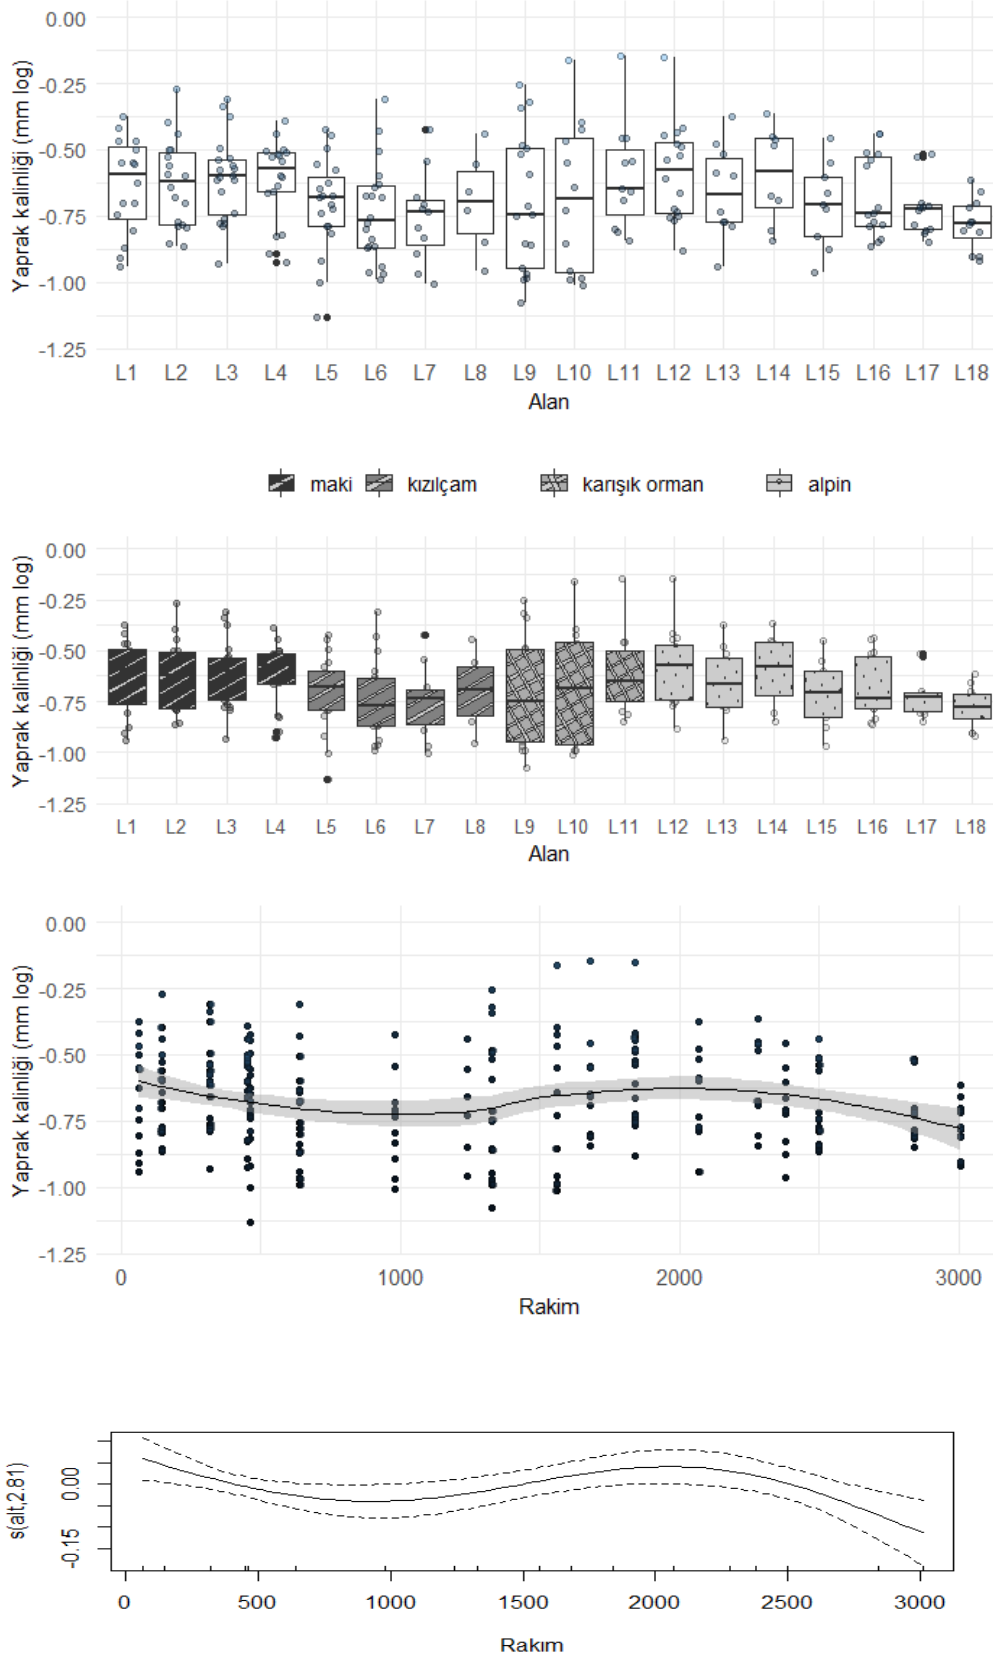 0.00
-0.25
-0.50
-0.75
-1.00
-1.25
Yaprak kalinliği (mm log)
L1 L2 L3 L4 L5 L6 L7 L8 L9 L10 L11 L12 L13 L14 L15 L16 L17 L18
Alan
maki kızılçam karışık orman alpin
0.00
-0.25
-0.50
-0.75
-1.00
-1.25
Yaprak kalinliği (mm log)
L1 L2 L3 L4 L5 L6 L7 L8 L9 L10 L11 L12 L13 L14 L15 L16 L17 L18
Alan
0.00
-0.25
-0.50
-0.75
-1.00
-1.25
Yaprak kalinliği (mm log)
0 1000 2000 3000
Rakim
s(alt,2.81)
0.00
-0.15
0 500 1000 1500 2000 2500 3000
Rakım